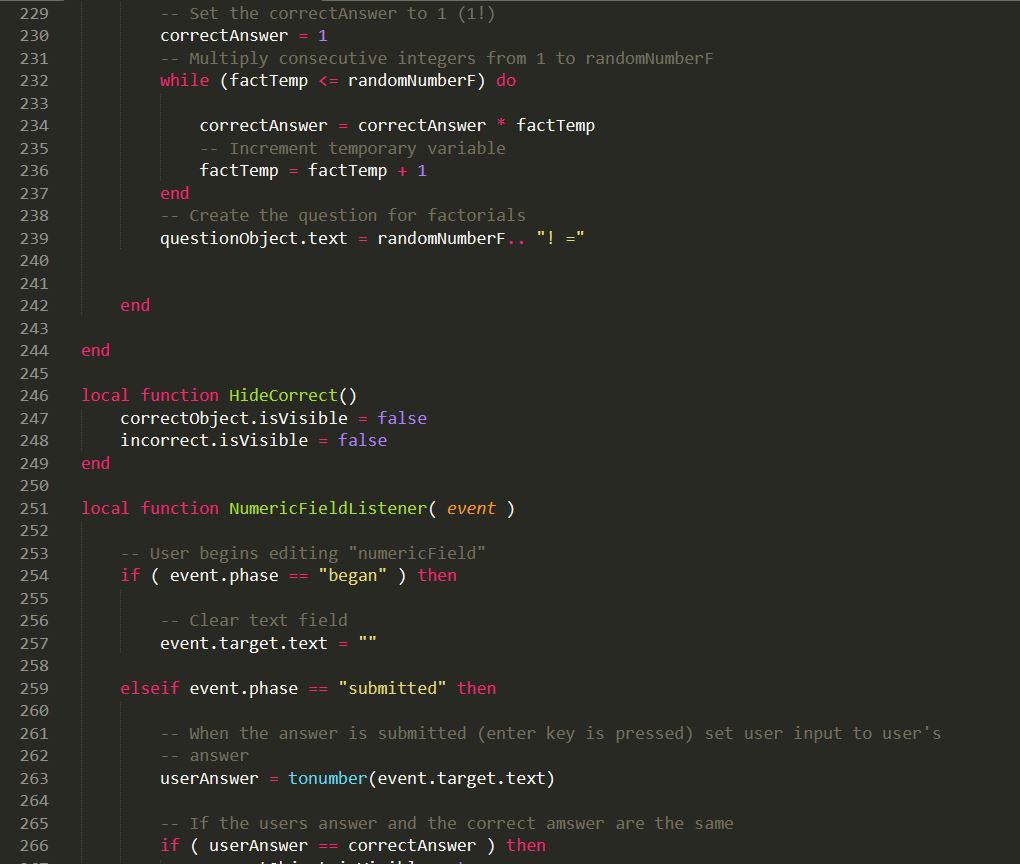 229 -- Set the correctAnswer to 1 (1!)
230 correctAnswer = 1
231 -- Multiply consecutive integers from 1 to randomNumberF
232 while (factTemp <= randomNumberF) do
233
234 correctAnswer = correctAnswer * factTemp
235 -- Increment temporary variable
236 factTemp = factTemp + 1
237 end
238 -- Create the question for factorials
239 questionObject.text = randomNumberF.. "! ="
240
241
242 end
243
244 end
245
246 local function HideCorrect()
247 correctObject.isVisible = false
248 incorrect.isVisible = false
249 end
250
251 local function NumericFieldListener( event )
252
253 -- User begins editing "numericField"
254 if ( event.phase == "began" ) then
255
256 -- Clear text field
257 event.target.text = ""
258
259 elseif event.phase == "submitted" then
260
261 -- When the answer is submitted (enter key is pressed) set user input to user's
262 -- answer
263 userAnswer = tonumber(event.target.text)
264
265 -- If the users answer and the correct amswer are the same
266 if ( userAnswer == correctAnswer ) then